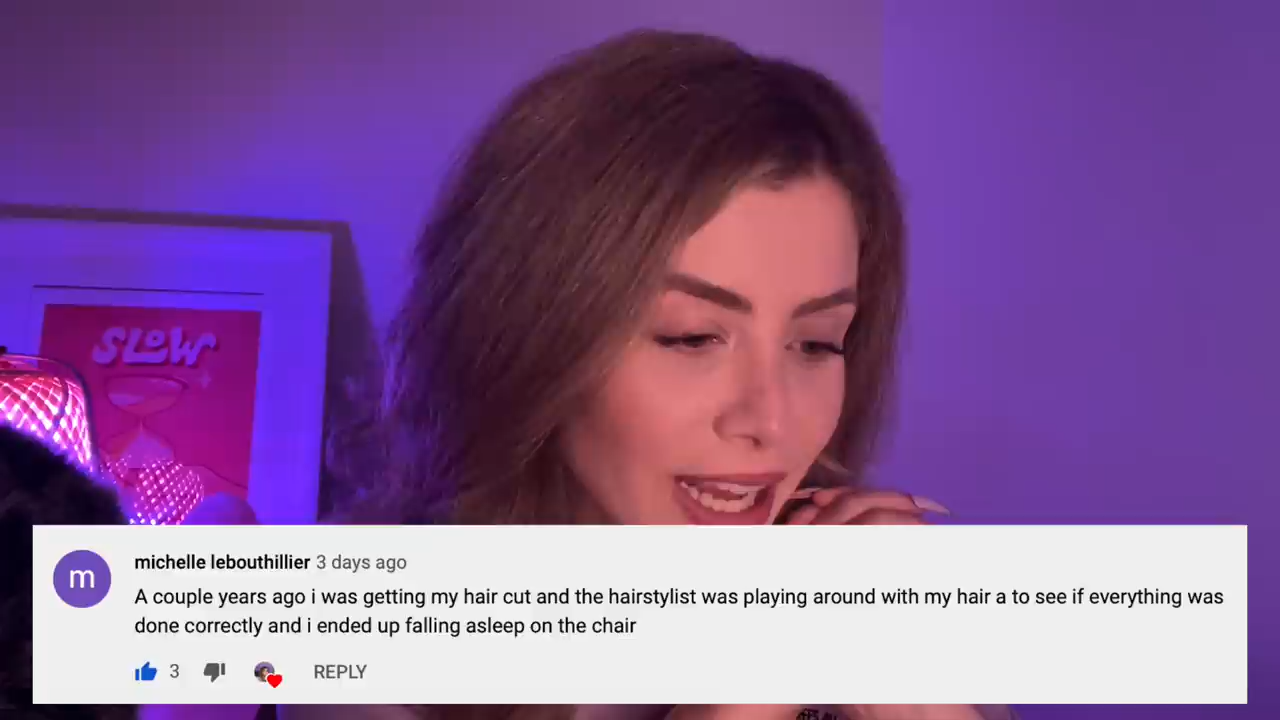 SLOW
michelle lebouthillier 3 days ago
A couple years ago i was getting my hair cut and the hairstylist was playing around with my hair a to see if everything was
done correctly and i ended up falling asleep on the chair
3
REPLY